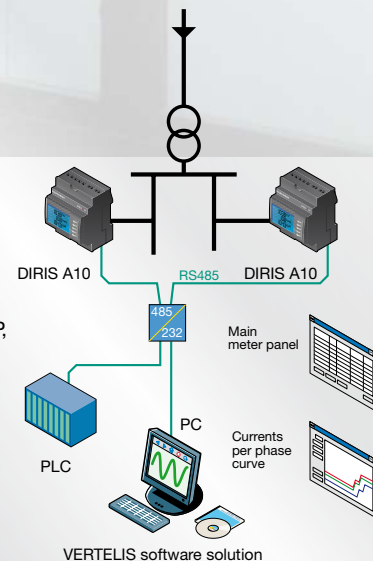 DIRIS A10
RS485
DIRIS A10
485
232
P,
Main
meter panel
PLC
PC
Currents
per phase
curve
VERTELIS software solution